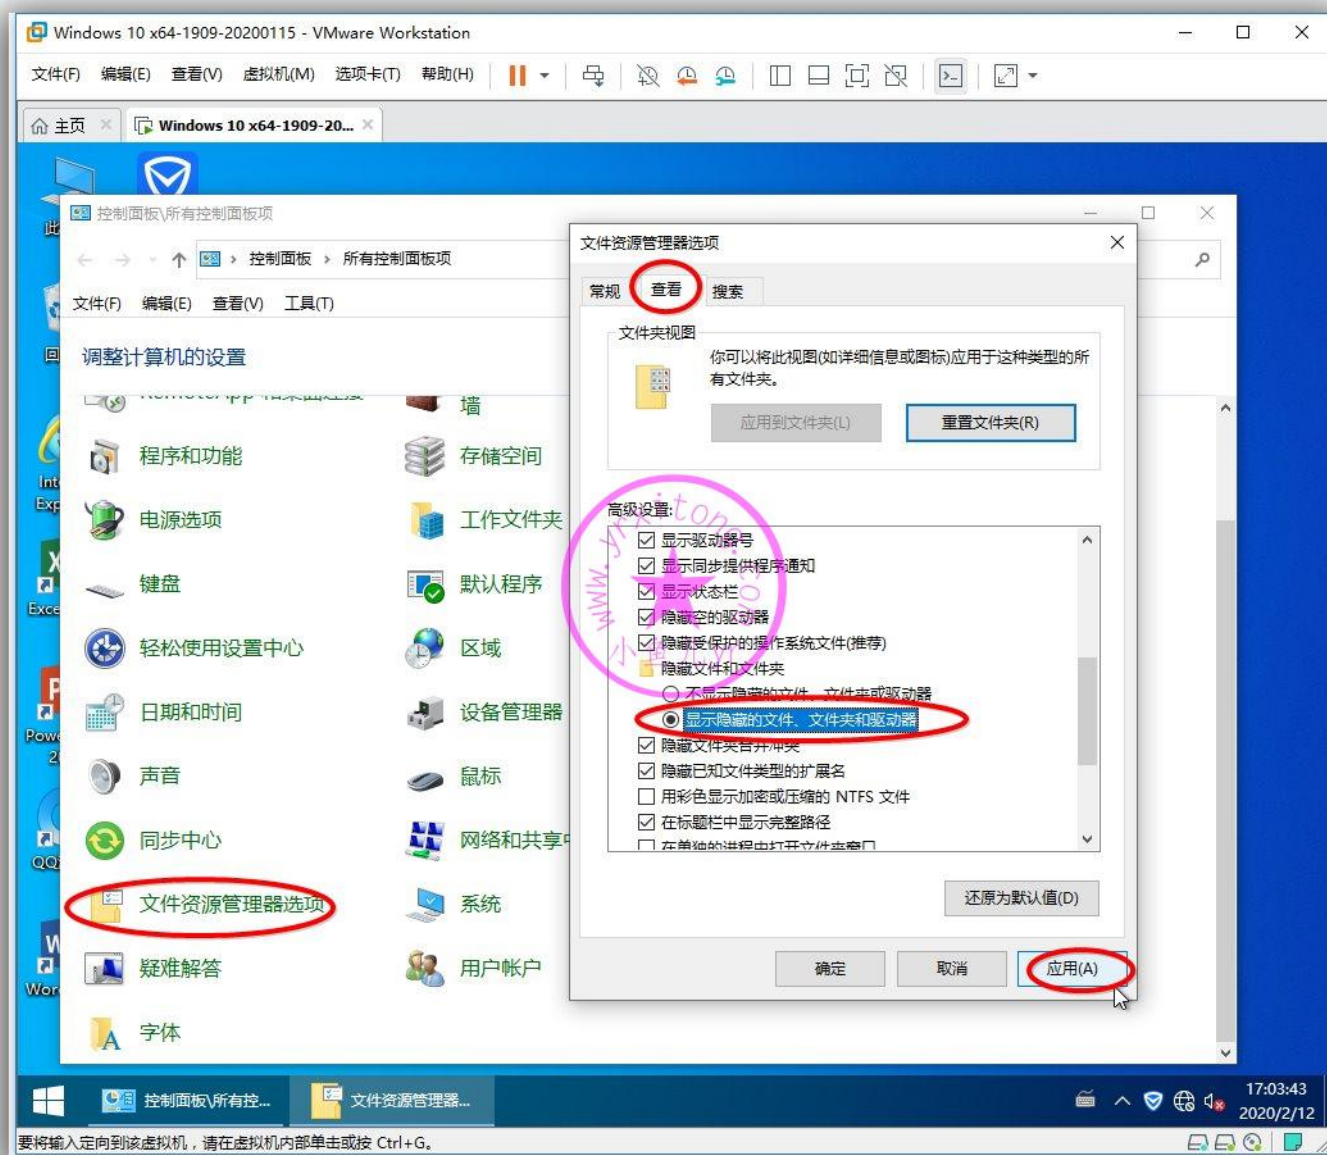 Windows 10 x64-1909-20200115 - VMware Workstation
文件(F) 编辑(E) 查看(V) 虚拟机(M) 选项卡(T) 帮助(H)
主页 Windows 10 x64-1909-20...
控制面板\所有控制面板项
控制面板 › 所有控制面板项
文件(F) 编辑(E) 查看(V) 工具(T)
调整计算机的设置
墙
程序和功能 存储空间
电源选项 工作文件夹
键盘 默认程序
轻松使用设置中心 区域
日期和时间 设备管理器
声音 鼠标
同步中心 网络和共享
文件资源管理器选项 系统
疑难解答 用户帐户
字体
文件资源管理器选项
常规 查看 搜索
文件夹视图
你可以将此视图(如详细信息或图标)应用于这种类型的所
有文件夹。
应用到文件夹(L) 重置文件夹(R)
高级设置:
显示驱动器号
显示同步提供程序通知
显示状态栏
隐藏空的驱动器
隐藏受保护的操作系统文件(推荐)
隐藏文件和文件夹
不显示隐藏的文件、文件夹或驱动器
显示隐藏的文件、文件夹和驱动器
隐藏文件夹合并冲突
隐藏已知文件类型的扩展名
用彩色显示加密或压缩的 NTFS 文件
在标题栏中显示完整路径
在单独的进程中打开文件夹窗口
还原为默认值(D)
确定 取消 应用(A)
www.yrxitong.com
控制面板\所有控... 文件资源管理器...
17:03:43
2020/2/12
要将输入定向到该虚拟机，请在虚拟机内部单击或按 Ctrl+G。